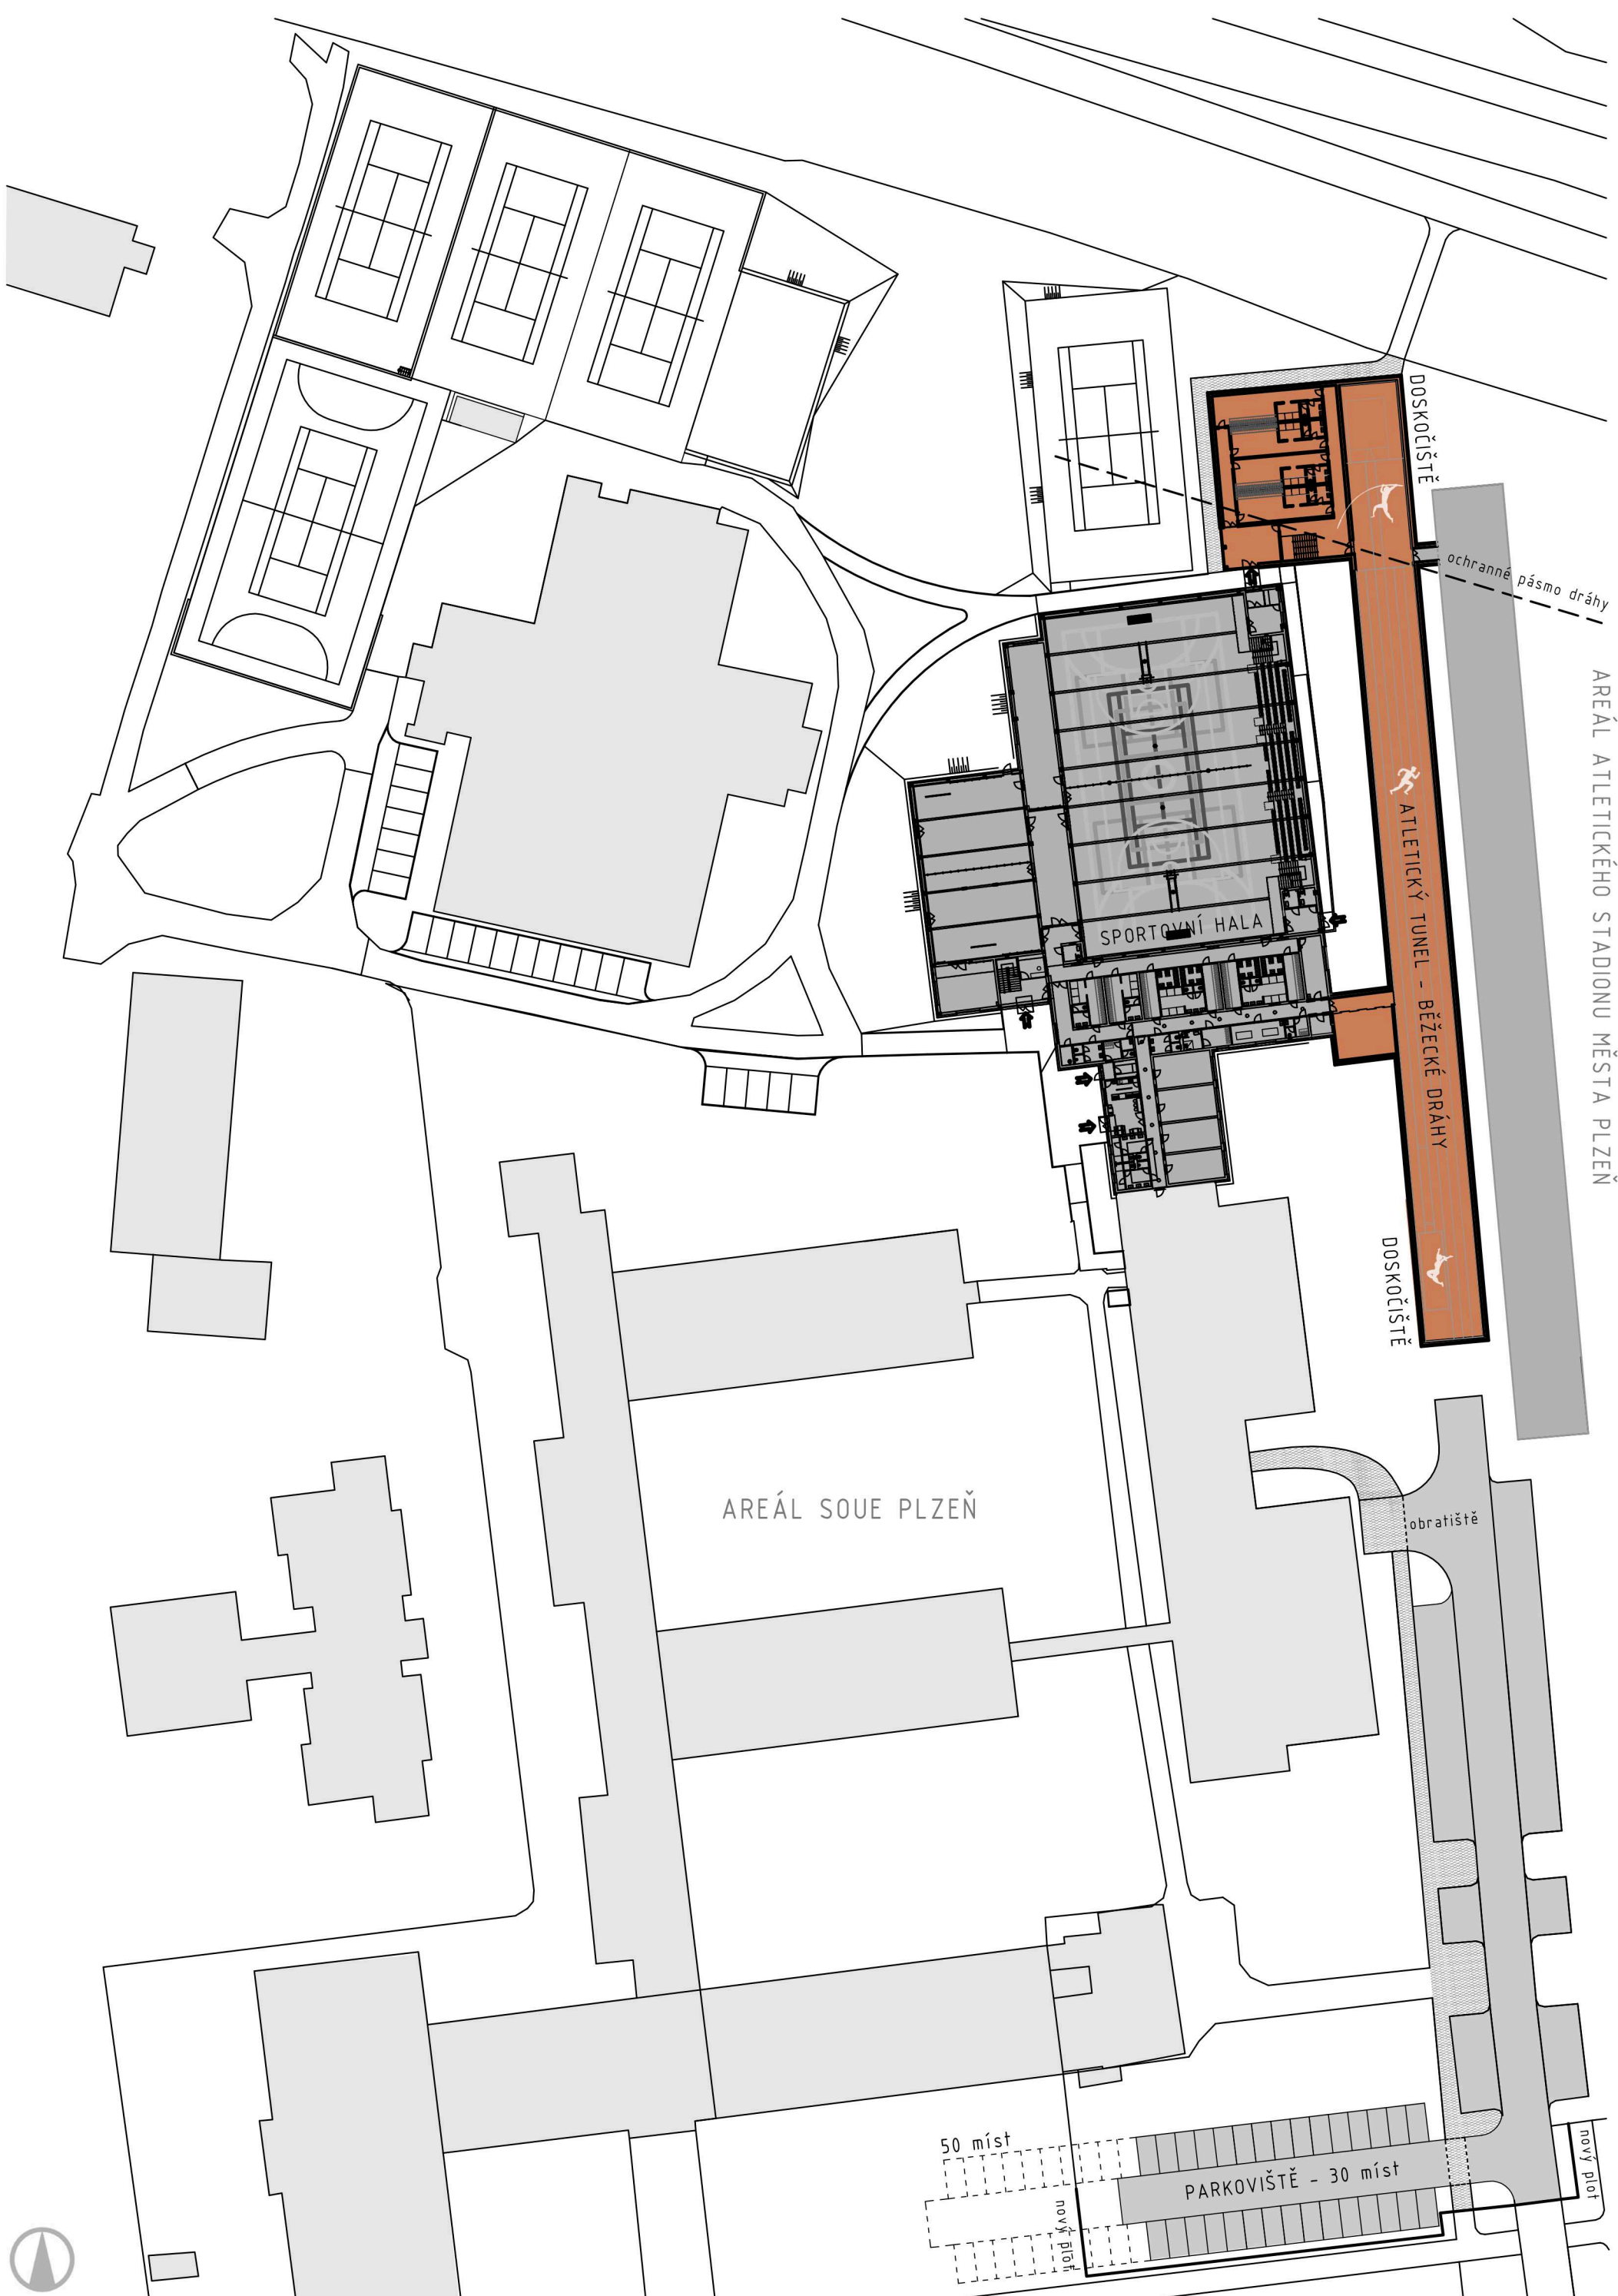 DOSKOČIŠTĚ
ochranné pásmo dráhy
AREÁL ATLETICKÉHO STADIONU MĚSTA PLZEŇ
ATLETICKÝ TUNEL - BĚŽECKÉ DRÁHY
SPORTOVNÍ HALA
DOSKOČIŠTĚ
AREÁL SOUE PLZEŇ
obratiště
50 míst
PARKOVIŠTĚ - 30 míst
nový plot
nový plot